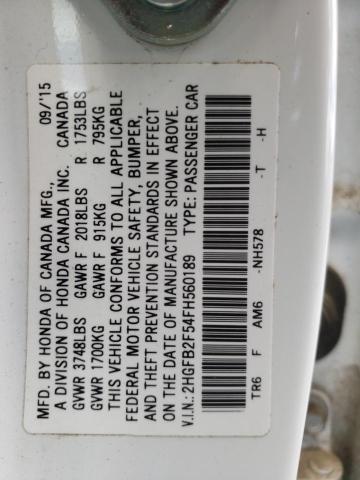 MFD. BY HONDA OF CANADA MFG., 09/'15
A DIVISION OF HONDA CANADA INC. CANADA
GVWR 3748LBS GAWR F 2018LBS R 1753LBS
GVWR 1700KG GAWR F 915KG R 795KG
THIS VEHICLE CONFORMS TO ALL APPLICABLE
FEDERAL MOTOR VEHICLE SAFETY, BUMPER,
AND THEFT PREVENTION STANDARDS IN EFFECT
ON THE DATE OF MANUFACTURE SHOWN ABOVE.
V.I.N.: 2HGFB2F54FH560189 TYPE: PASSENGER CAR
TR6 F AM6 -NH578 -T -H